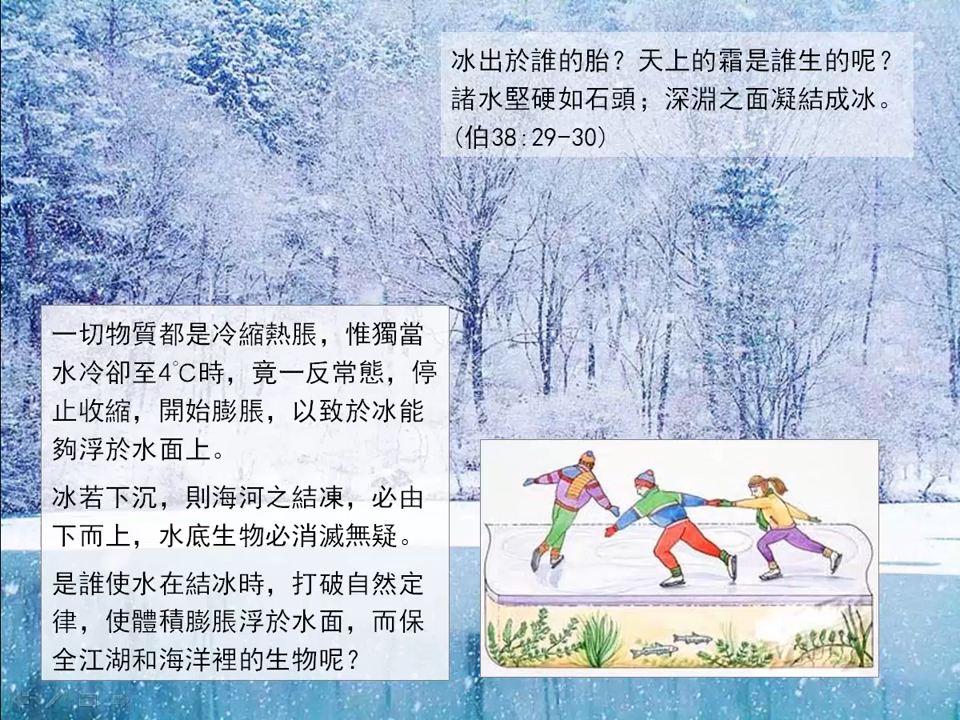 冰出於誰的胎？天上的霜是誰生的呢？
諸水堅硬如石頭；深淵之面凝結成冰。
(伯38:29-30)
一切物質都是冷縮熱脹，惟獨當
水冷卻至4℃時，竟一反常態，停
止收縮，開始膨脹，以致於冰能
夠浮於水面上。
冰若下沉，則海河之結凍，必由
下而上，水底生物必消滅無疑。
是誰使水在結冰時，打破自然定
律，使體積膨脹浮於水面，而保
全江湖和海洋裡的生物呢？